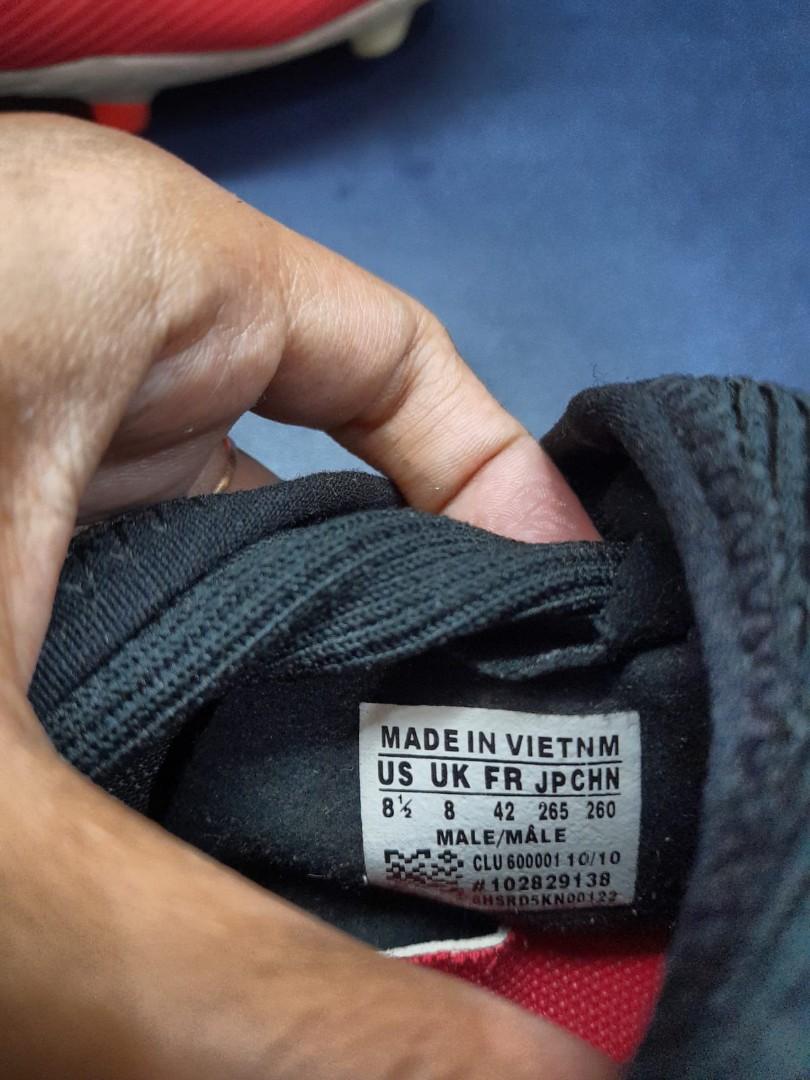 MADE IN VIETNM
US UK FR JPCHN
8½ 8 42 265 260
MALE/MÂLE
CLU 600001 10/10
#102829138